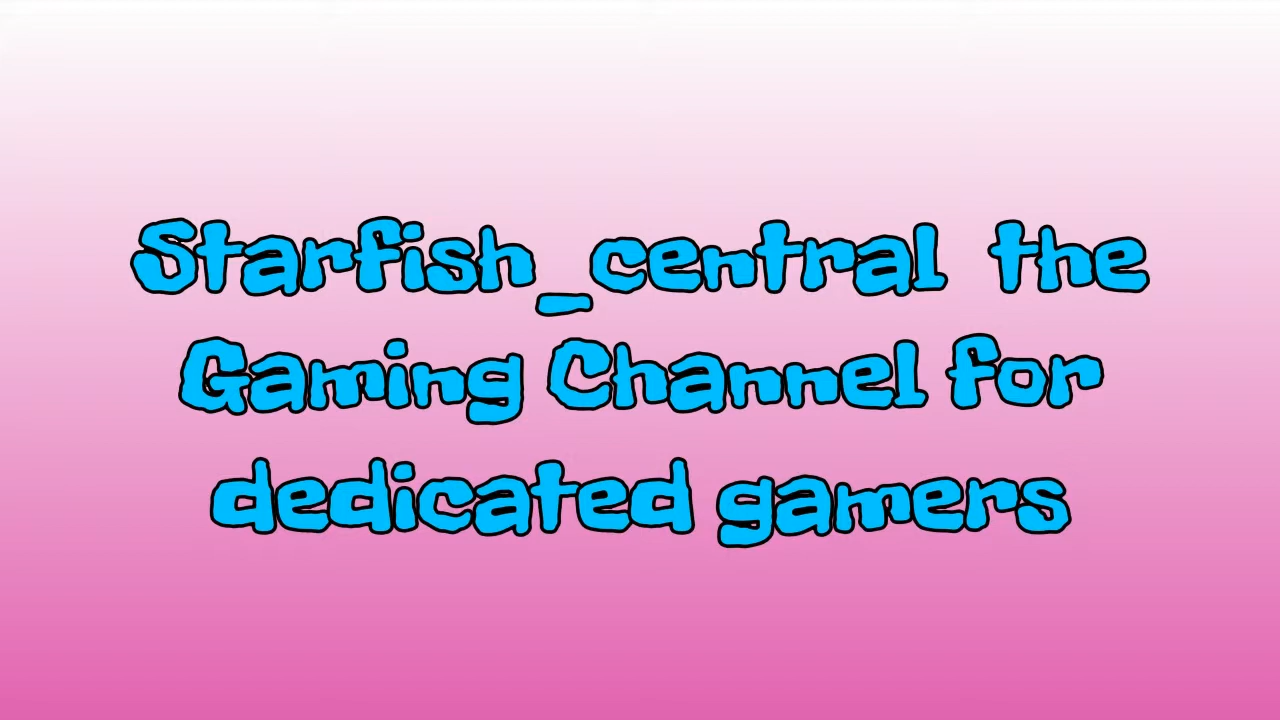 Starfish_central the
Gaming Channel for
dedicated gamers